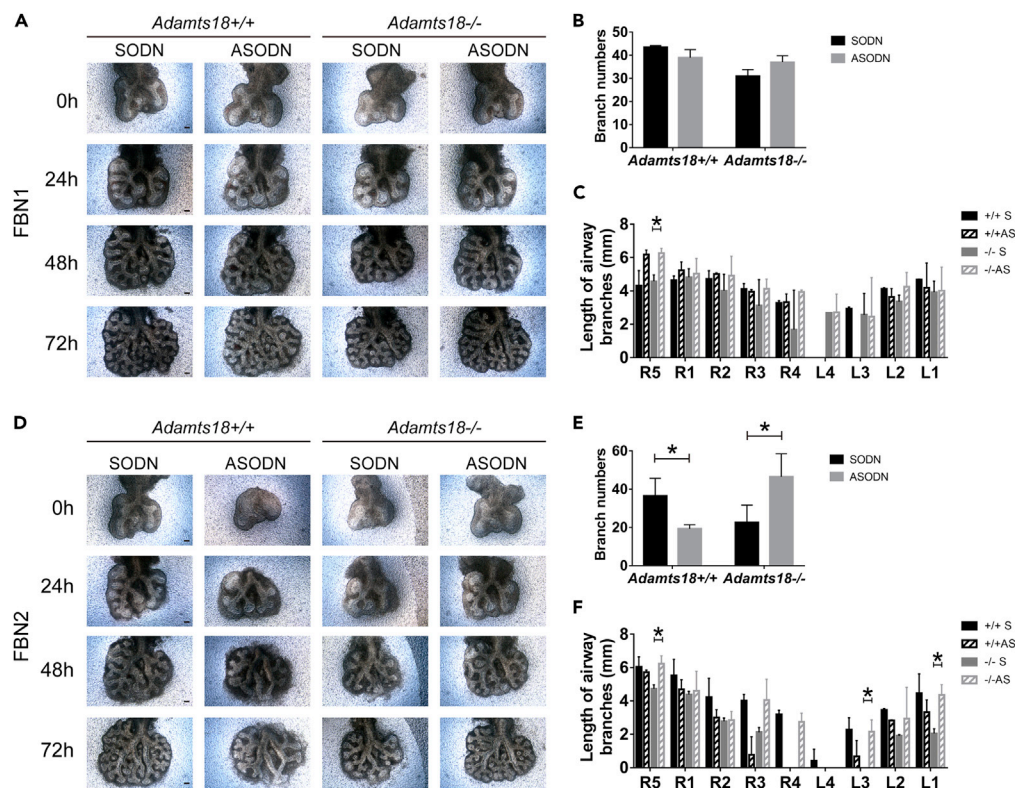 A
Adamts18+/+ Adamts18-/-
SODN ASODN SODN ASODN
0h
24h
48h
72h
FBN1
B
Branch numbers
50
40
30
20
10
0
Adamts18+/+ Adamts18-/-
SODN
ASODN
C
Length of airway
branches (mm)
8
6
4
2
0
*
R5 R1 R2 R3 R4 L4 L3 L2 L1
+/+ S
+/+AS
-/- S
-/-AS
D
Adamts18+/+ Adamts18-/-
SODN ASODN SODN ASODN
0h
24h
48h
72h
FBN2
E
Branch numbers
60
40
20
0
* *
Adamts18+/+ Adamts18-/-
SODN
ASODN
F
Length of airway
branches (mm)
8
6
4
2
0
* * *
R5 R1 R2 R3 R4 L4 L3 L2 L1
+/+ S
+/+AS
-/- S
-/-AS